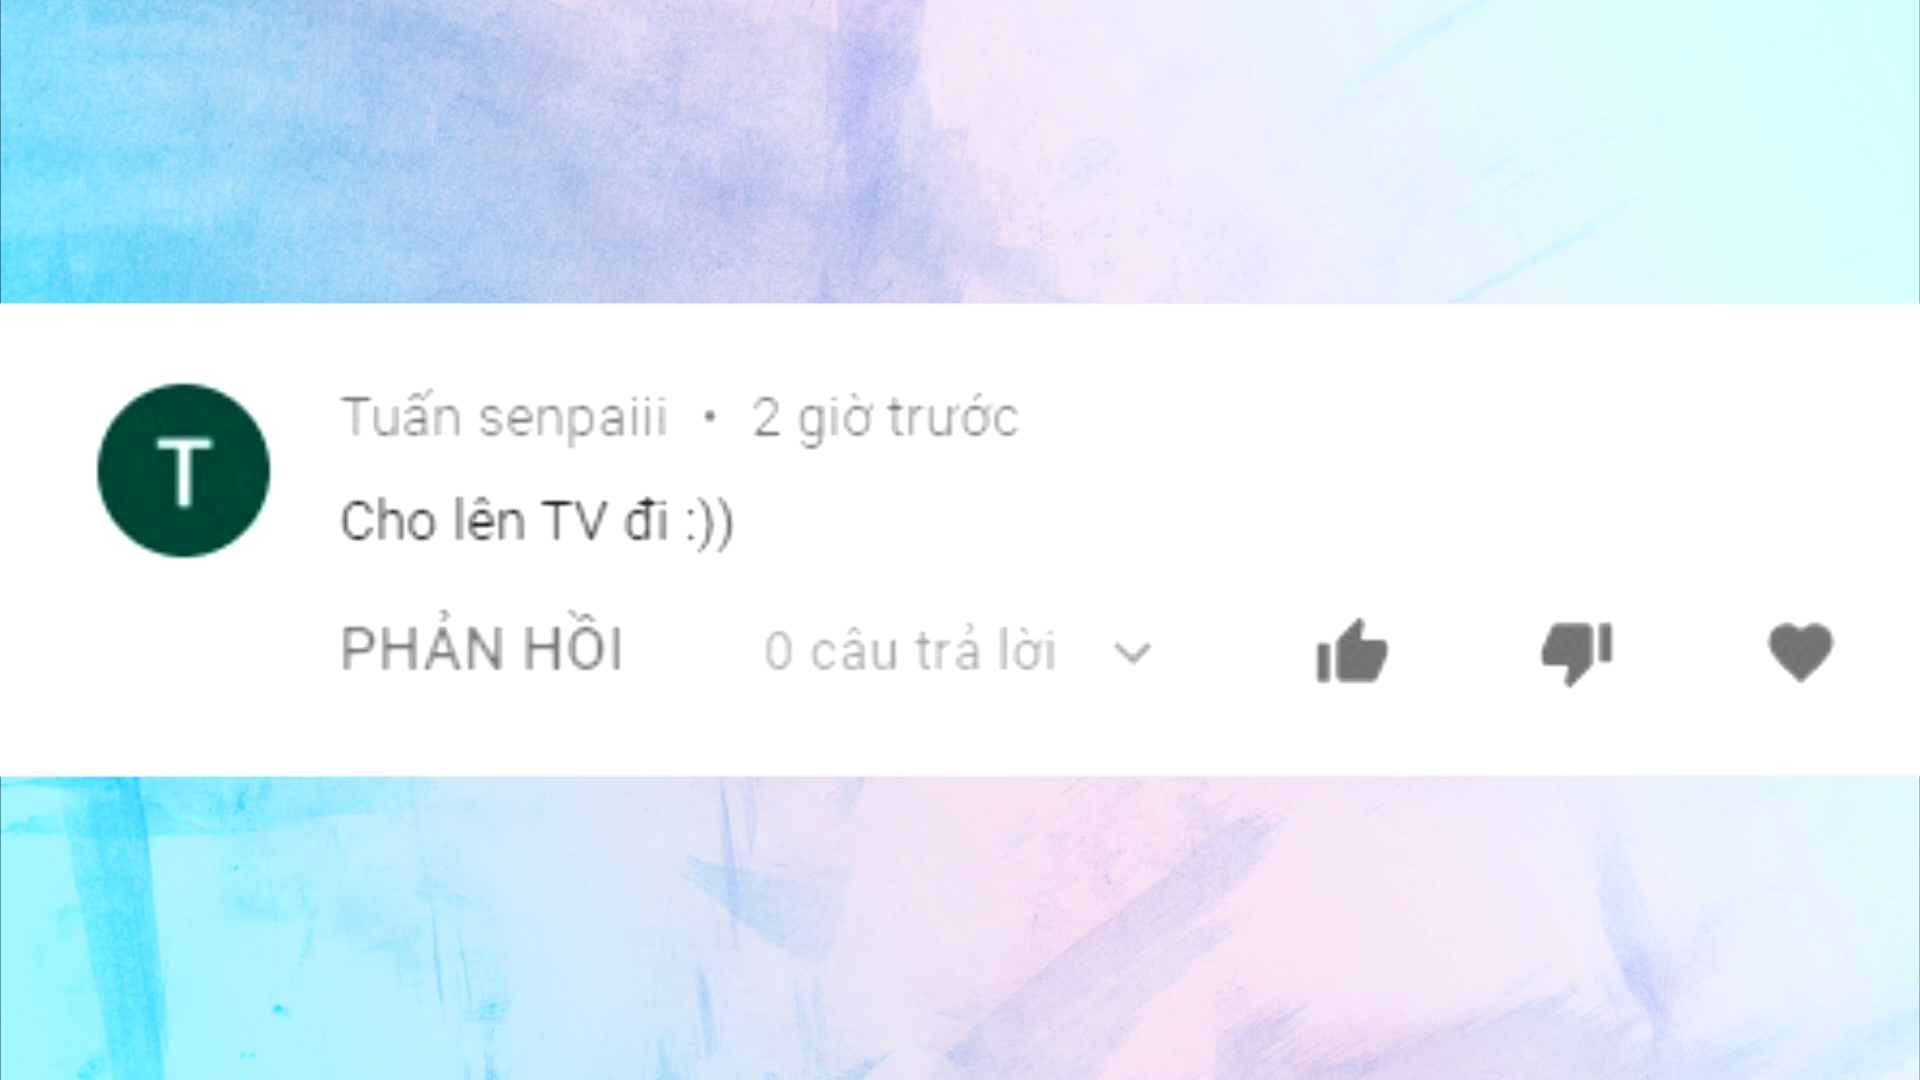 T
Tuấn senpaiii • 2 giờ trước
Cho lên TV đi :))
PHẢN HỒI 0 câu trả lời